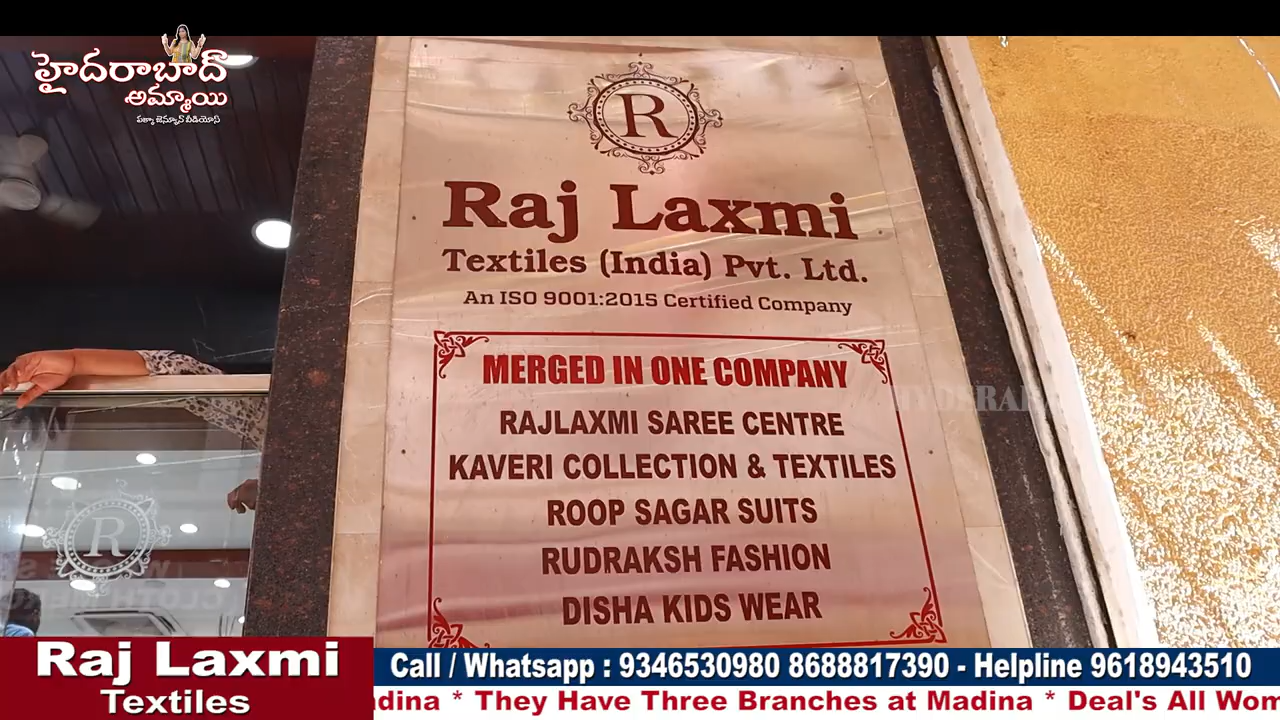 హైదరాబాద్
అమ్మాయి
పక్కా జెన్యూన్ వీడియోస్
R
Raj Laxmi
Textiles (India) Pvt. Ltd.
An ISO 9001:2015 Certified Company
MERGED IN ONE COMPANY
RAJLAXMI SAREE CENTRE
KAVERI COLLECTION & TEXTILES
ROOP SAGAR SUITS
RUDRAKSH FASHION
DISHA KIDS WEAR
R
Raj Laxmi
Textiles
Call / Whatsapp : 9346530980 8688817390 - Helpline 9618943510
adina * They Have Three Branches at Madina * Deal's All Wom